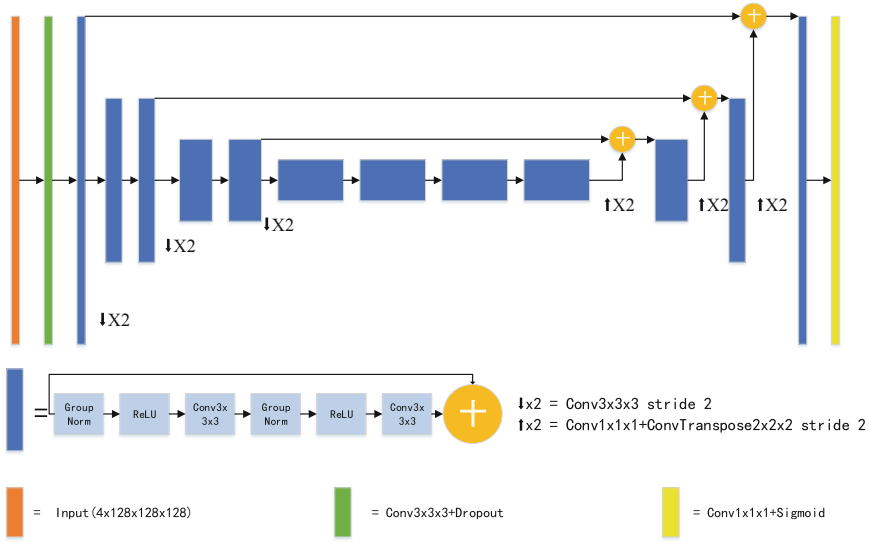 ⬆X2
⬆X2
⬆X2
⬇X2
⬇X2
⬇X2
=
Group
Norm
ReLU
Conv3x
3x3
Group
Norm
ReLU
Conv3x
3x3
⬇x2 = Conv3x3x3 stride 2
⬆x2 = Conv1x1x1+ConvTranspose2x2x2 stride 2
= Input(4x128x128x128)
= Conv3x3x3+Dropout
= Conv1x1x1+Sigmoid